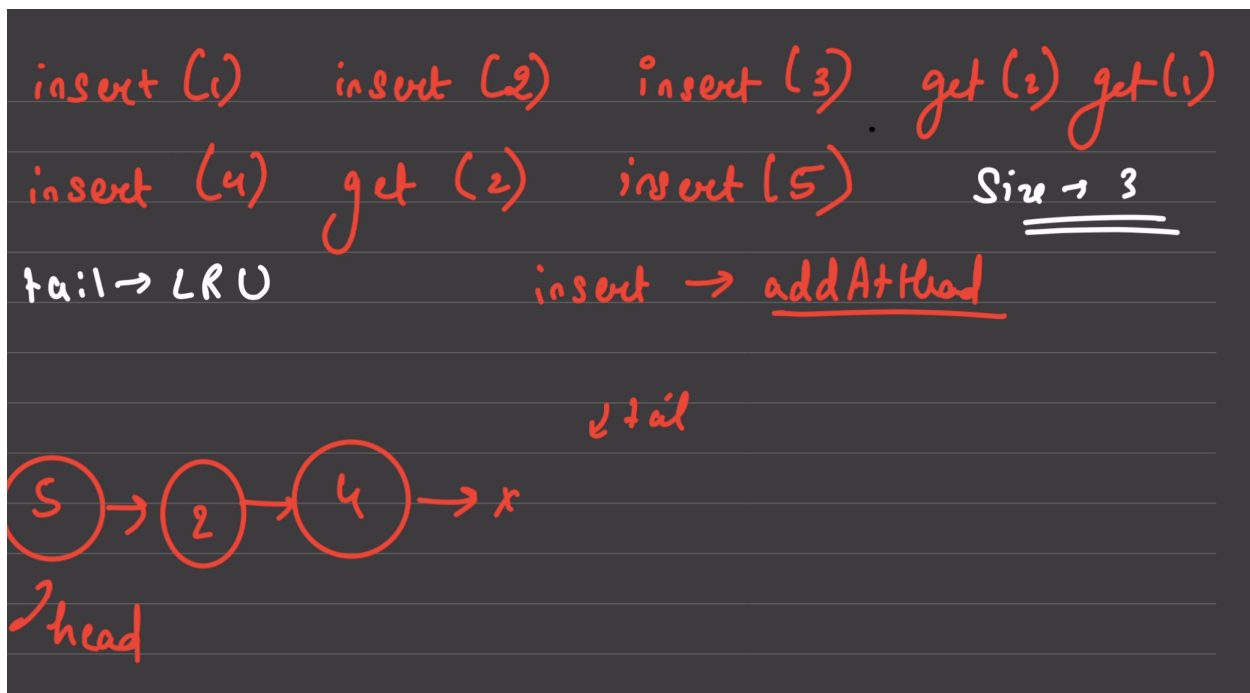 insert (1) insert (2) insert (3) get (2) get (1)
insert (4) get (2) insert (5) Size → 3
tail → LRU insert → addAtHead
tail
5 → 2 → 4 → x
head